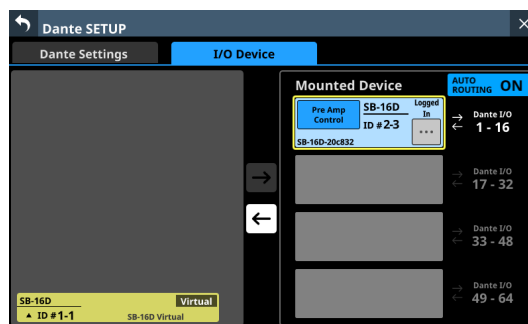 Dante SETUP
Dante Settings
I/O Device
Mounted Device
AUTO ROUTING ON
Pre Amp Control
SB-16D
ID #2-3
Logged In
...
SB-16D-20c832
Dante I/O
1 - 16
Dante I/O
17 - 32
Dante I/O
33 - 48
Dante I/O
49 - 64
SB-16D
Virtual
ID #1-1
SB-16D Virtual